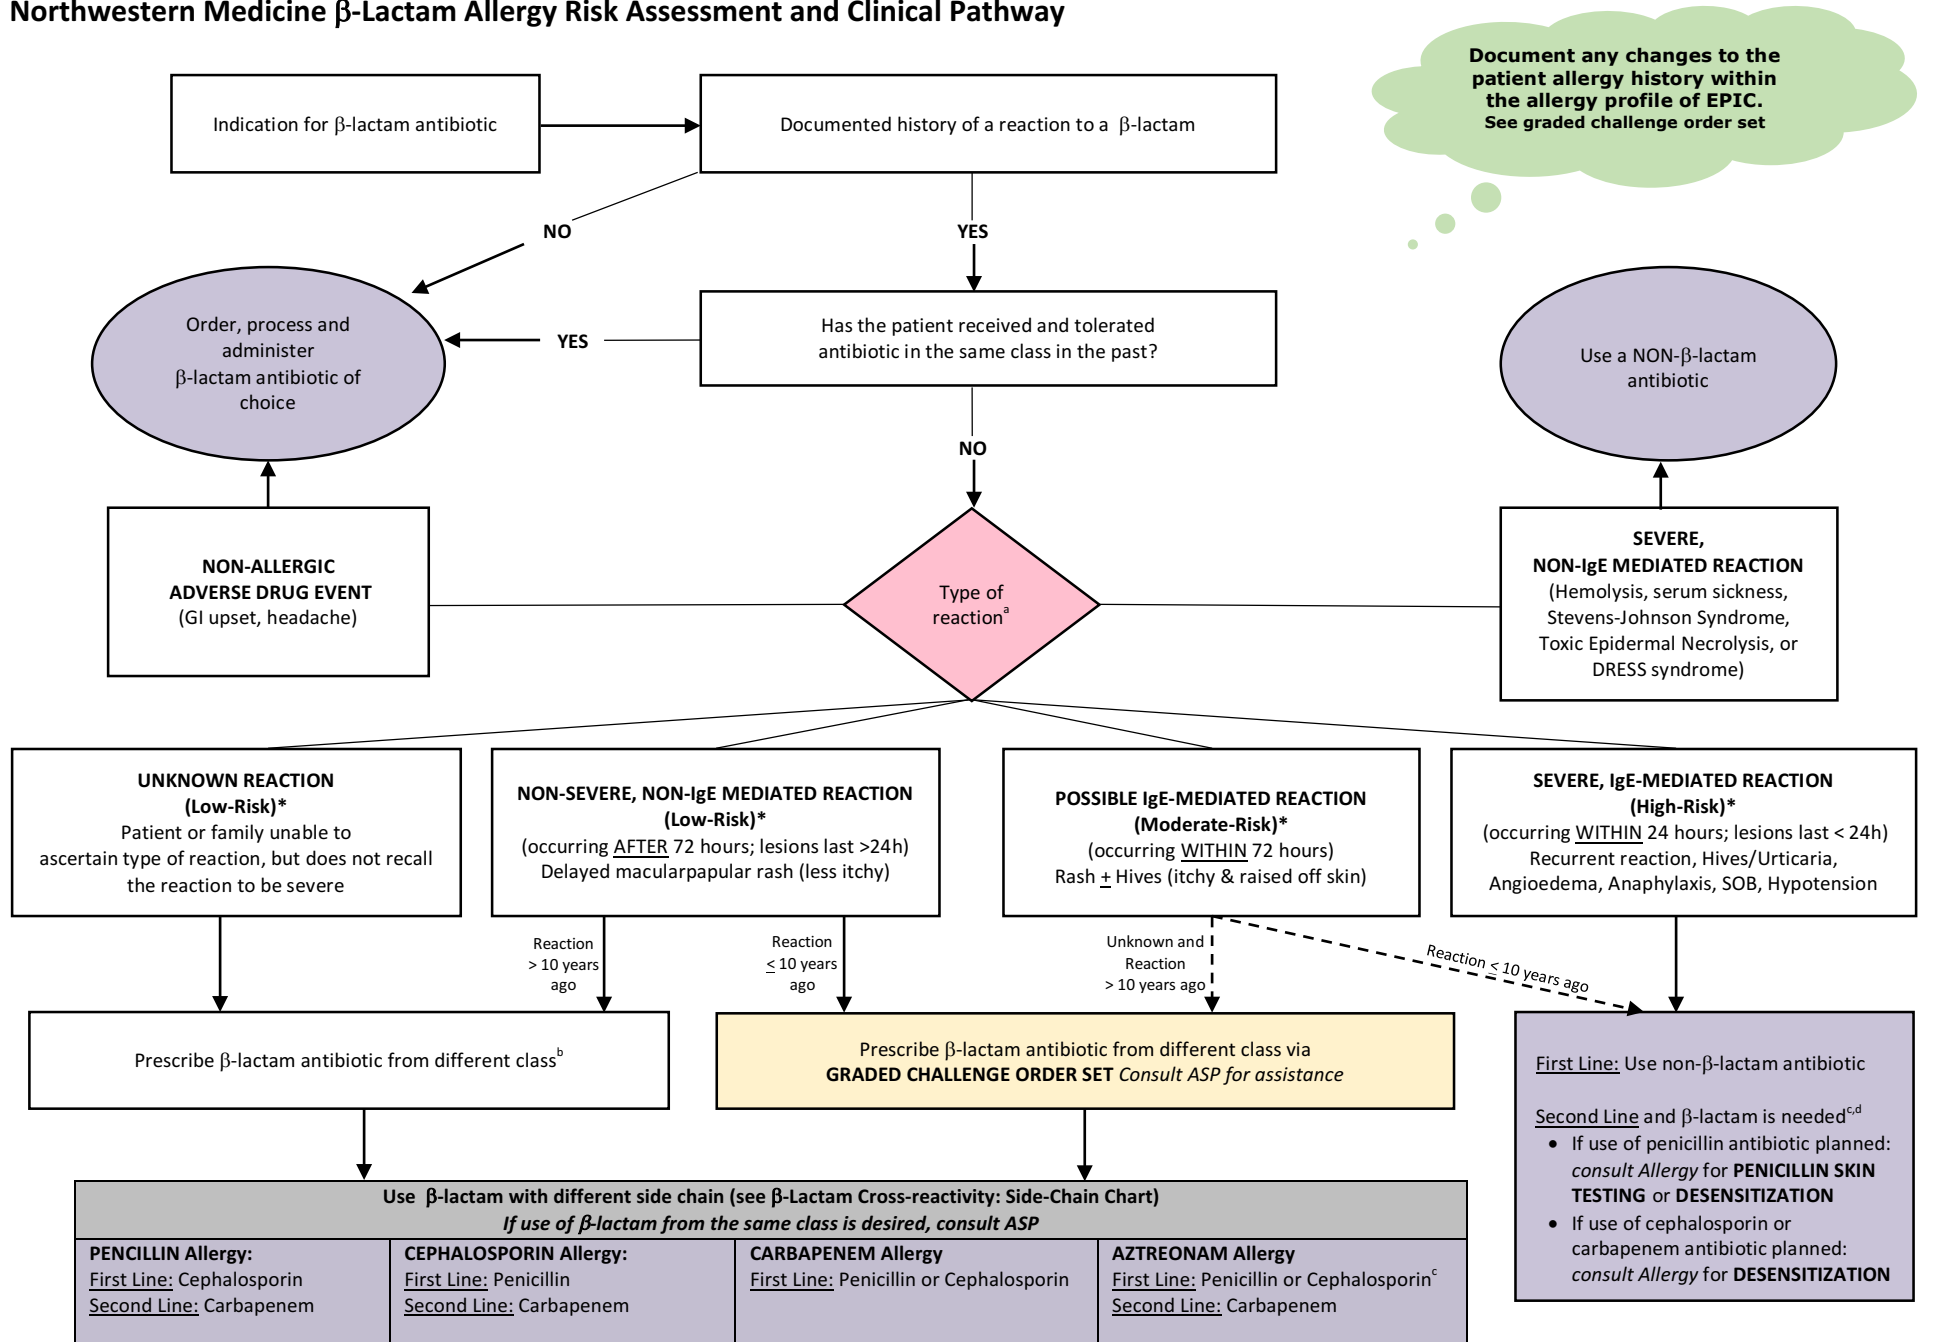 Northwestern Medicine β-Lactam Allergy Risk Assessment and Clinical Pathway
Document any changes to the
patient allergy history within
the allergy profile of EPIC.
See graded challenge order set
Indication for β-lactam antibiotic
Documented history of a reaction to a β-lactam
NO
YES
Order, process and
administer
β-lactam antibiotic of
choice
YES
Has the patient received and tolerated
antibiotic in the same class in the past?
Use a NON-β-lactam
antibiotic
NO
NON-ALLERGIC
ADVERSE DRUG EVENT
(GI upset, headache)
Type of
reactionᵃ
SEVERE,
NON-IgE MEDIATED REACTION
(Hemolysis, serum sickness,
Stevens-Johnson Syndrome,
Toxic Epidermal Necrolysis, or
DRESS syndrome)
UNKNOWN REACTION
(Low-Risk)*
Patient or family unable to
ascertain type of reaction, but does not recall
the reaction to be severe
NON-SEVERE, NON-IgE MEDIATED REACTION
(Low-Risk)*
(occurring AFTER 72 hours; lesions last >24h)
Delayed macularpapular rash (less itchy)
POSSIBLE IgE-MEDIATED REACTION
(Moderate-Risk)*
(occurring WITHIN 72 hours)
Rash ± Hives (itchy & raised off skin)
SEVERE, IgE-MEDIATED REACTION
(High-Risk)*
(occurring WITHIN 24 hours; lesions last < 24h)
Recurrent reaction, Hives/Urticaria,
Angioedema, Anaphylaxis, SOB, Hypotension
Reaction
> 10 years
ago
Reaction
≤ 10 years
ago
Unknown and
Reaction
> 10 years ago
Reaction ≤ 10 years ago
Prescribe β-lactam antibiotic from different classᵇ
Prescribe β-lactam antibiotic from different class via
GRADED CHALLENGE ORDER SET Consult ASP for assistance
First Line: Use non-β-lactam antibiotic
Second Line and β-lactam is neededᶜ,ᵈ
• If use of penicillin antibiotic planned:
consult Allergy for PENICILLIN SKIN
TESTING or DESENSITIZATION
• If use of cephalosporin or
carbapenem antibiotic planned:
consult Allergy for DESENSITIZATION
Use β-lactam with different side chain (see β-Lactam Cross-reactivity: Side-Chain Chart)
If use of β-lactam from the same class is desired, consult ASP
PENCILLIN Allergy:
First Line: Cephalosporin
Second Line: Carbapenem
CEPHALOSPORIN Allergy:
First Line: Penicillin
Second Line: Carbapenem
CARBAPENEM Allergy
First Line: Penicillin or Cephalosporin
AZTREONAM Allergy
First Line: Penicillin or Cephalosporinᶜ
Second Line: Carbapenem